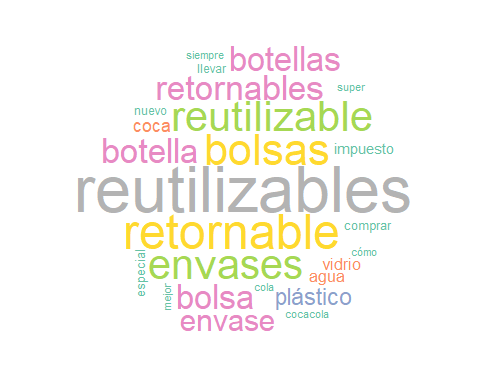 siempre
botellas
llevar
retornables
super
nuevo
reutilizable
coca
botella
bolsas
impuesto
reutilizables
retornable
comprar
cómo
envases
vidrio
especial
agua
mejor
bolsa
cola
plástico
envase
cocacola